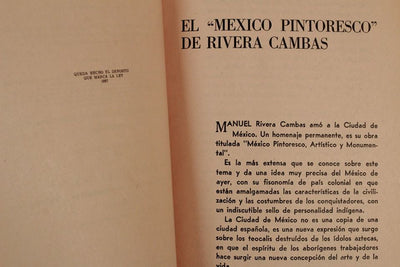 QUEDA HECHO EL DEPOSITO
QUE MARCA LA LEY
1957
EL "MEXICO PINTORESCO"
DE RIVERA CAMBAS
MANUEL Rivera Cambas amó a la Ciudad de
México. Un homenaje permanente, es su obra
titulada "México Pintoresco, Artístico y Monumen-
tal".
Es la más extensa que se conoce sobre este
tema y da una idea muy precisa del México de
ayer, con su fisonomía de país colonial en que
están amalgamadas las características de la civili-
zación y las costumbres de los conquistadores, con
un indiscutible sello de personalidad indígena.
La Ciudad de México no es una copia de una
ciudad española, es una nueva expresión que surgo
sobre los teocalis destruídos de los ídolos aztecas,
en que el espíritu de los aborígenes trabajadores
hace surgir una nueva concepción del arte y de la
vida.